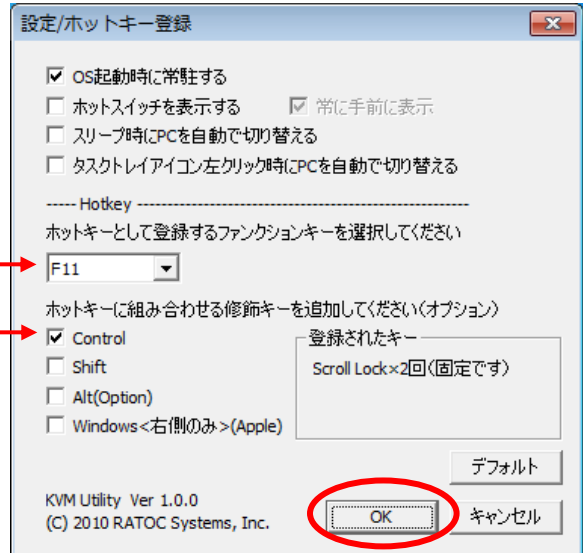 設定/ホットキー登録
OS起動時に常駐する
ホットスイッチを表示する 常に手前に表示
スリープ時にPCを自動で切り替える
タスクトレイアイコン左クリック時にPCを自動で切り替える
----- Hotkey -----------------------------------------------------
ホットキーとして登録するファンクションキーを選択してください
F11
ホットキーに組み合わせる修飾キーを追加してください(オプション)
Control
Shift
Alt(Option)
Windows<右側のみ>(Apple)
登録されたキー
Scroll Lock×2回(固定です)
デフォルト
KVM Utility Ver 1.0.0
(C) 2010 RATOC Systems, Inc.
OK
キャンセル